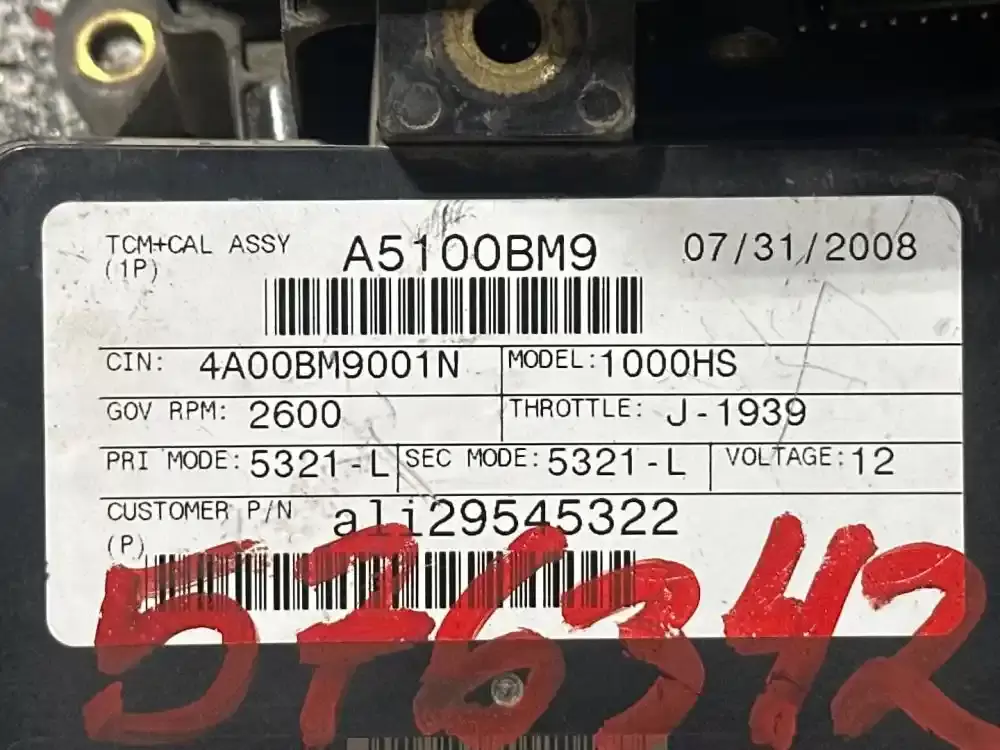 TCM+CAL ASSY A5100BM9 07/31/2008
(1P)
CIN: 4A00BM9001N MODEL: 1000HS
GOV RPM: 2600 THROTTLE: J-1939
PRI MODE: 5321-L SEC MODE: 5321-L VOLTAGE: 12
CUSTOMER P/N ali29545322
(P)
576342